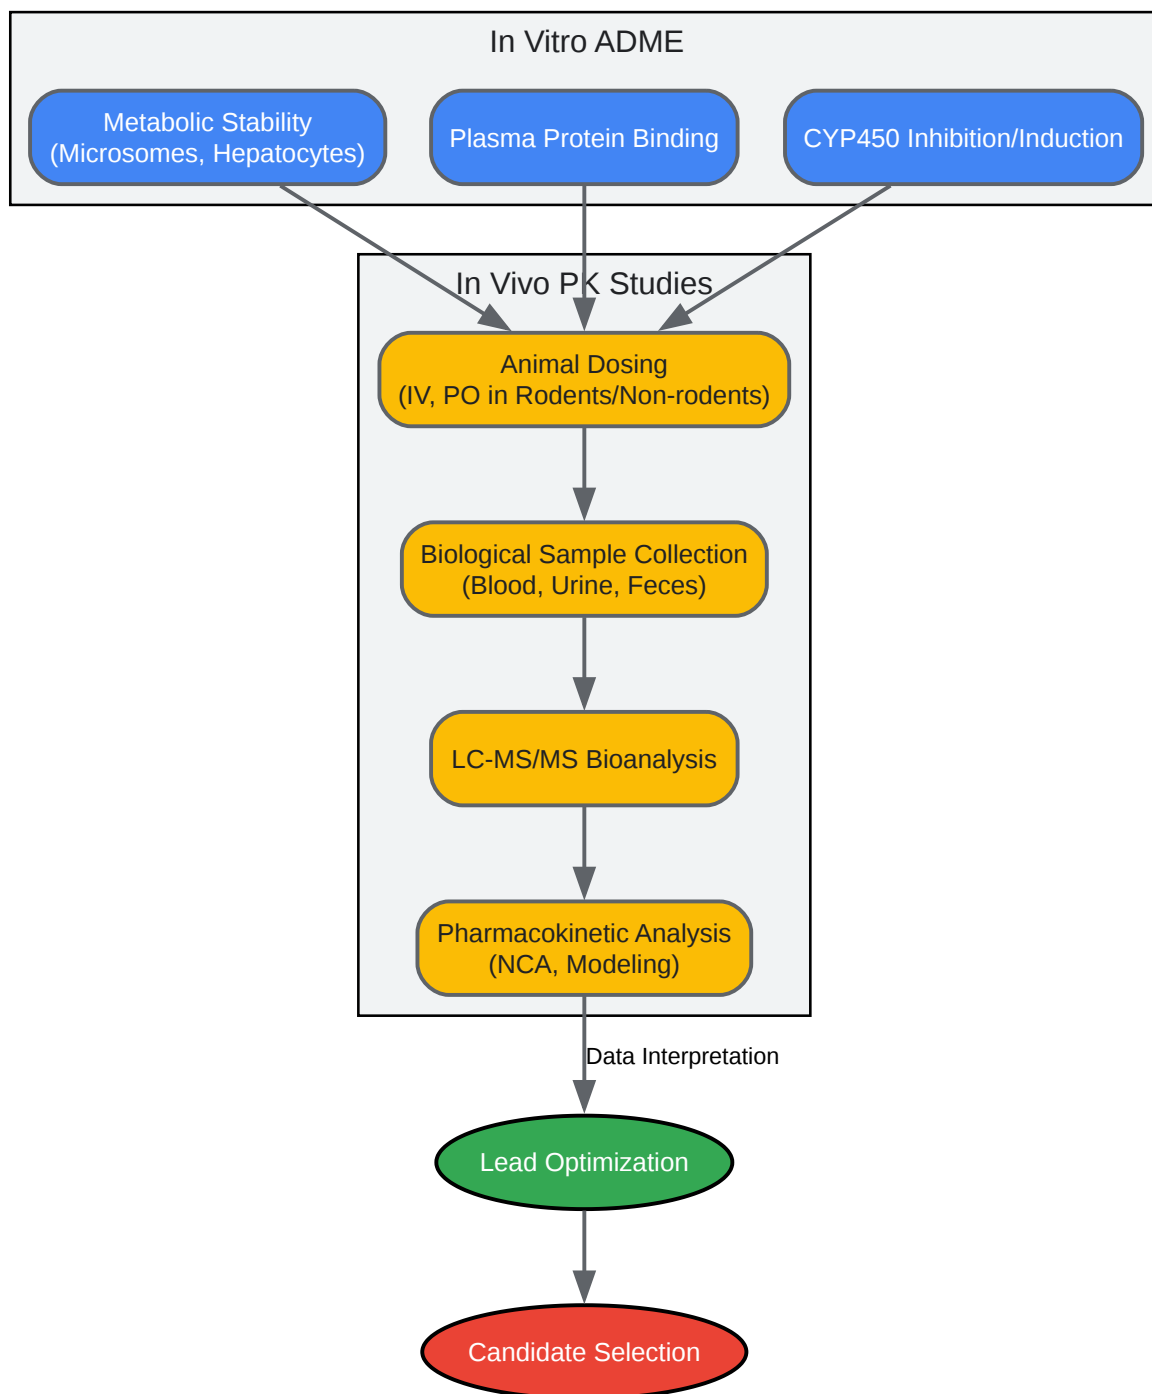 In Vitro ADME
Metabolic Stability
(Microsomes, Hepatocytes)
Plasma Protein Binding
CYP450 Inhibition/Induction
In Vivo PK Studies
Animal Dosing
(IV, PO in Rodents/Non-rodents)
Biological Sample Collection
(Blood, Urine, Feces)
LC-MS/MS Bioanalysis
Pharmacokinetic Analysis
(NCA, Modeling)
Data Interpretation
Lead Optimization
Candidate Selection